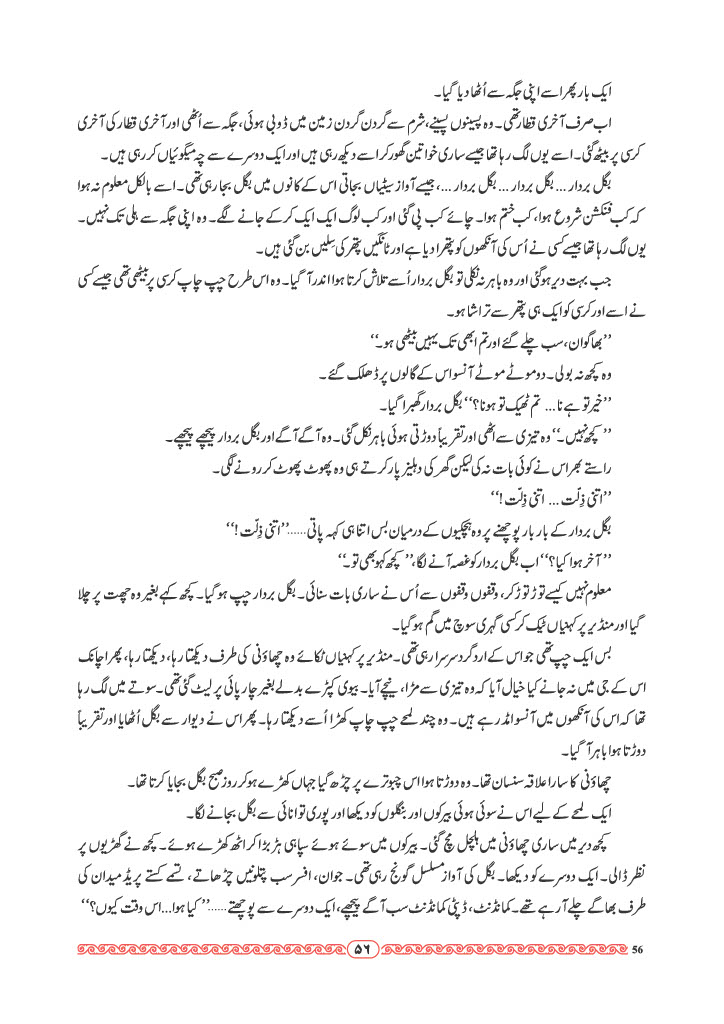 ایک بار پھر اسے اپنی جگہ سے اُٹھا دیا گیا۔
اب صرف آخری قطار تھی۔ وہ پسینوں پسینے، شرم سے گردن گردن زمین میں ڈوبی ہوئی، جگہ سے اُٹھی اور آخری قطار کی آخری
کرسی پر بیٹھ گئی۔ اسے یوں لگ رہا تھا جیسے ساری خواتین گھور کر اسے دیکھ رہی ہیں اور ایک دوسرے سے چہ میگوئیاں کر رہی ہیں۔
بگل بردار ... بگل بردار ... بگل بردار ...، جیسے آواز سیٹیاں بجاتی اس کے کانوں میں بگل بجا رہی تھی۔ اسے بالکل معلوم نہ ہوا
کہ کب فنکشن شروع ہوا، کب ختم ہوا۔ چائے کب پی گئی اور کب لوگ ایک ایک کرکے جانے لگے۔ وہ اپنی جگہ سے ہلی تک نہیں۔
یوں لگ رہا تھا جیسے کسی نے اُس کی آنکھوں کو پتھرا دیا ہے اور ٹانگیں پتھر کی سِلیں بن گئی ہیں۔
جب بہت دیر ہو گئی اور وہ باہر نہ نکلی تو بگل بردار اُسے تلاش کرتا ہوا اندر آ گیا۔ وہ اس طرح چپ چاپ کرسی پر بیٹھی تھی جیسے کسی
نے اسے اور کرسی کو ایک ہی پتھر سے تراشا ہو۔
’’بھاگوان، سب چلے گئے اور تم ابھی تک یہیں بیٹھی ہو۔‘‘
وہ کچھ نہ بولی۔ دو موٹے موٹے آنسو اس کے گالوں پر ڈھلک گئے۔
’’خیر تو ہے نا ... تم ٹھیک تو ہونا؟‘‘ بگل بردار گھبرا گیا۔
’’کچھ نہیں۔‘‘ وہ تیزی سے اٹھی اور تقریباً دوڑتی ہوئی باہر نکل گئی۔ وہ آگے آگے اور بگل بردار پیچھے پیچھے۔
راستے بھر اس نے کوئی بات نہ کی لیکن گھر کی دہلیز پار کرتے ہی وہ پھوٹ پھوٹ کر رونے لگی۔
’’اتنی ذِلّت ... اتنی ذِلّت!‘‘
بگل بردار کے بار بار پوچھنے پر وہ ہچکیوں کے درمیان بس اتنا ہی کہہ پاتی......’’اتنی ذِلّت!‘‘
’’آخر ہوا کیا؟‘‘ اب بگل بردار کو غصہ آنے لگا، ’’کچھ کہو بھی تو۔‘‘
معلوم نہیں کیسے توڑ توڑ کر، وقفوں وقفوں سے اُس نے ساری بات سنائی۔ بگل بردار چپ ہو گیا۔ کچھ کہے بغیر وہ چھت پر چلا
گیا اور منڈیر پر کہنیاں ٹیک کر کسی گہری سوچ میں گم ہو گیا۔
بس ایک چپ تھی جو اس کے ارد گرد سرسرا رہی تھی۔ منڈیر پر کہنیاں ٹکائے وہ چھاؤنی کی طرف دیکھتا رہا، دیکھتا رہا، پھر اچانک
اس کے جی میں نہ جانے کیا خیال آیا کہ وہ تیزی سے مڑا، نیچے آیا۔ بیوی کپڑے بدلے بغیر چارپائی پر لیٹ گئی تھی۔ سوتے میں لگ رہا
تھا کہ اس کی آنکھوں میں آنسو اُمڈ رہے ہیں۔ وہ چند لمحے چپ چاپ کھڑا اُسے دیکھتا رہا۔ پھر اس نے دیوار سے بگل اُٹھایا اور تقریباً
دوڑتا ہوا باہر آ گیا۔
چھاؤنی کا سارا علاقہ سنسان تھا۔ وہ دوڑتا ہوا اس چبوترے پر چڑھ گیا جہاں کھڑے ہو کر روز صبح بگل بجایا کرتا تھا۔
ایک لمحے کے لیے اس نے سوئی ہوئی بیرکوں اور بنگلوں کو دیکھا اور پوری توانائی سے بگل بجانے لگا۔
کچھ دیر میں ساری چھاؤنی میں ہلچل مچ گئی۔ بیرکوں میں سوئے ہوئے سپاہی ہڑبڑا کر اٹھ کھڑے ہوئے۔ کچھ نے گھڑیوں پر
نظر ڈالی۔ ایک دوسرے کو دیکھا۔ بگل کی آواز مسلسل گونج رہی تھی۔ جوان، افسر سب پتلونیں چڑھاتے، تسمے کستے پریڈ میدان کی
طرف بھاگے چلے آ رہے تھے۔ کمانڈنٹ، ڈپٹی کمانڈنٹ سب آگے پیچھے، ایک دوسرے سے پوچھتے......’’کیا ہوا...اس وقت کیوں؟‘‘
۵۶
56